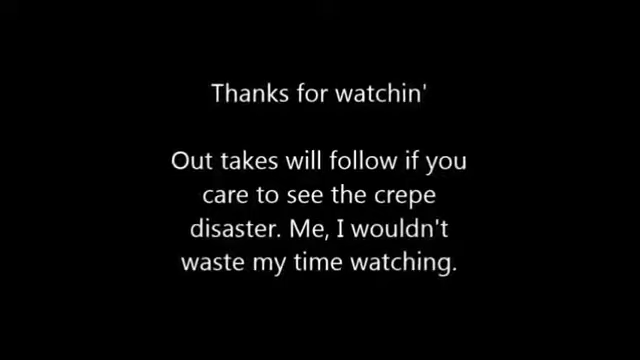 Thanks for watchin'
Out takes will follow if you
care to see the crepe
disaster. Me, I wouldn't
waste my time watching.